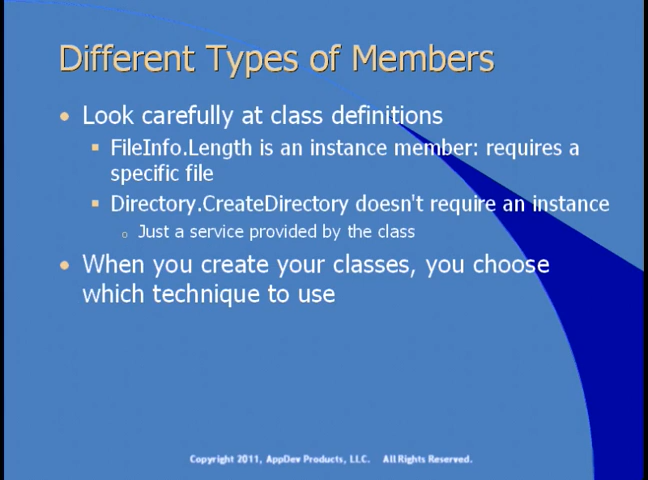 Different Types of Members
• Look carefully at class definitions
▪ FileInfo.Length is an instance member: requires a
specific file
▪ Directory.CreateDirectory doesn't require an instance
o Just a service provided by the class
• When you create your classes, you choose
which technique to use
Copyright 2011, AppDev Products, LLC. All Rights Reserved.